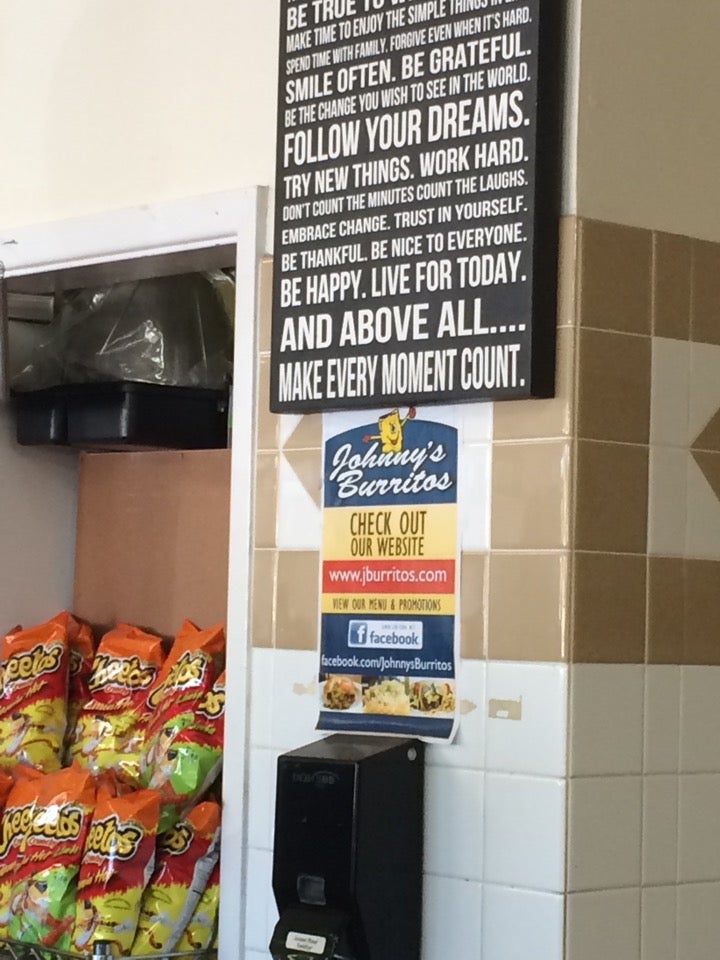 BE TRUE TO
MAKE TIME TO ENJOY THE SIMPLE THINGS IN
SPEND TIME WITH FAMILY. FORGIVE EVEN WHEN IT'S HARD.
SMILE OFTEN. BE GRATEFUL.
BE THE CHANGE YOU WISH TO SEE IN THE WORLD.
FOLLOW YOUR DREAMS.
TRY NEW THINGS. WORK HARD.
DON'T COUNT THE MINUTES COUNT THE LAUGHS.
EMBRACE CHANGE. TRUST IN YOURSELF.
BE THANKFUL. BE NICE TO EVERYONE.
BE HAPPY. LIVE FOR TODAY.
AND ABOVE ALL....
MAKE EVERY MOMENT COUNT.
Johnny's
Burritos
CHECK OUT
OUR WEBSITE
www.jburritos.com
VIEW OUR MENU & PROMOTIONS
facebook
facebook.com/JohnnysBurritos
Cheetos